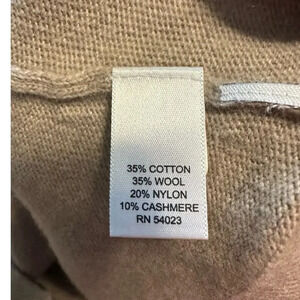 35% COTTON
35% WOOL
20% NYLON
10% CASHMERE
RN 54023